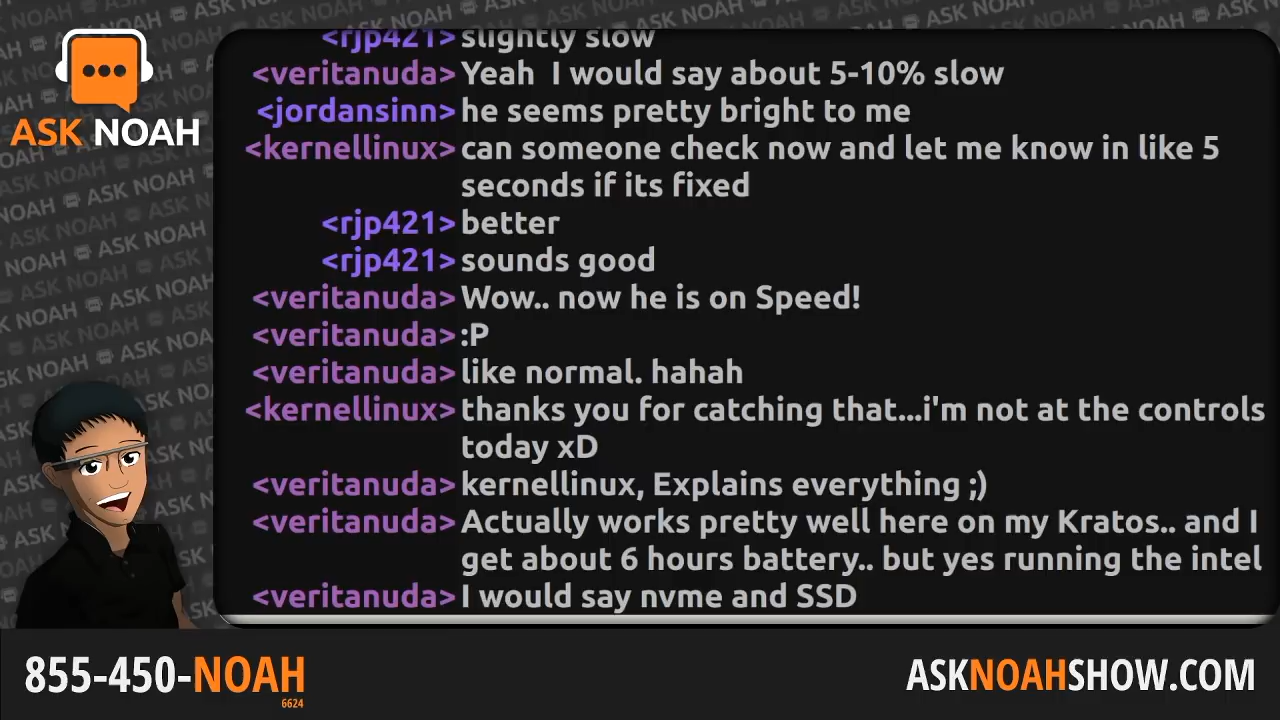 ASK NOAH
<rjp421> slightly slow
<veritanuda> Yeah I would say about 5-10% slow
<jordansinn> he seems pretty bright to me
<kernellinux> can someone check now and let me know in like 5
seconds if its fixed
<rjp421> better
<rjp421> sounds good
<veritanuda> Wow.. now he is on Speed!
<veritanuda> :P
<veritanuda> like normal. hahah
<kernellinux> thanks you for catching that...i'm not at the controls
today xD
<veritanuda> kernellinux, Explains everything ;)
<veritanuda> Actually works pretty well here on my Kratos.. and I
get about 6 hours battery.. but yes running the intel
<veritanuda> I would say nvme and SSD
855-450-NOAH
6624
ASKNOAHSHOW.COM